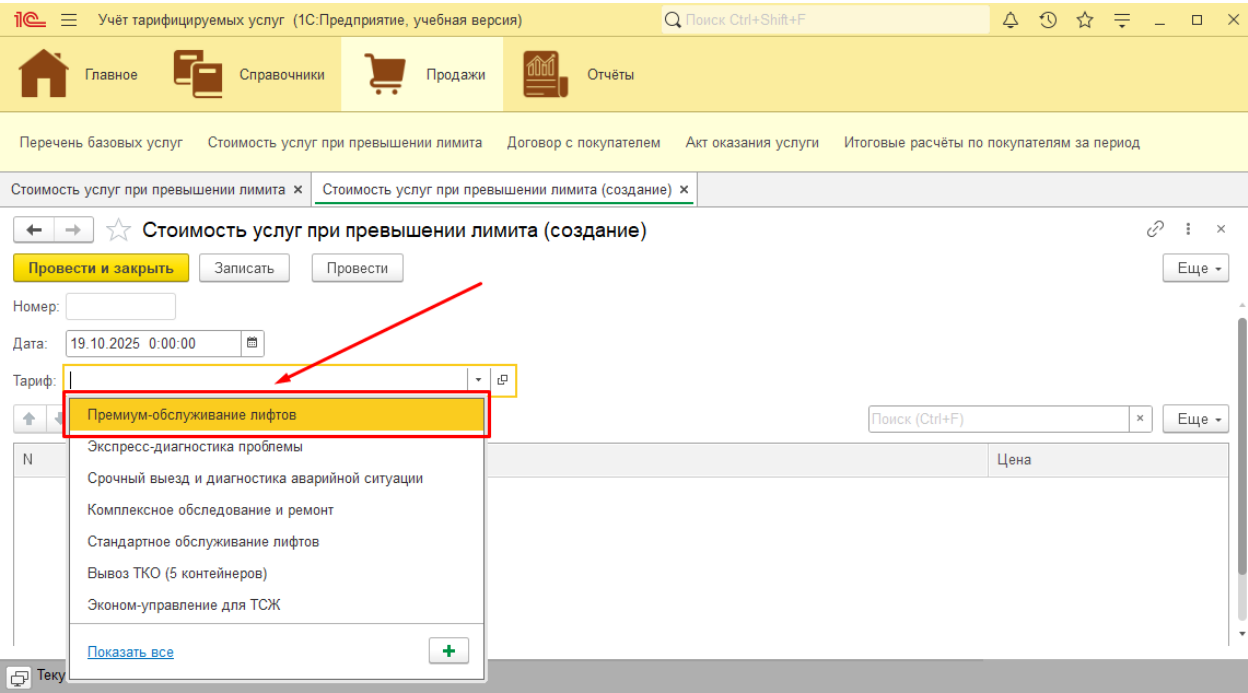 1С Учёт тарифицируемых услуг (1С:Предприятие, учебная версия) Поиск Ctrl+Shift+F
Главное Справочники Продажи Отчёты
Перечень базовых услуг Стоимость услуг при превышении лимита Договор с покупателем Акт оказания услуги Итоговые расчёты по покупателям за период
Стоимость услуг при превышении лимита × Стоимость услуг при превышении лимита (создание) ×
Стоимость услуг при превышении лимита (создание)
Провести и закрыть Записать Провести Еще
Номер:
Дата: 19.10.2025 0:00:00
Тариф:
Премиум-обслуживание лифтов Поиск (Ctrl+F) × Еще
Экспресс-диагностика проблемы
N Цена
Срочный выезд и диагностика аварийной ситуации
Комплексное обследование и ремонт
Стандартное обслуживание лифтов
Вывоз ТКО (5 контейнеров)
Эконом-управление для ТСЖ
Показать все
Теку